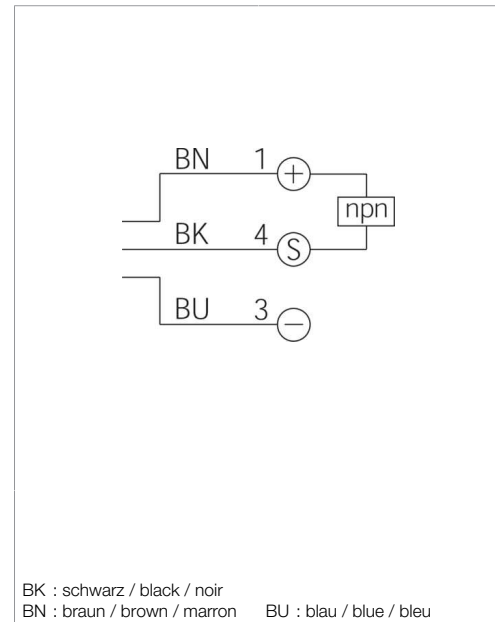 BN 1 +
npn
BK 4 S
BU 3 −
BK : schwarz / black / noir
BN : braun / brown / marron BU : blau / blue / bleu